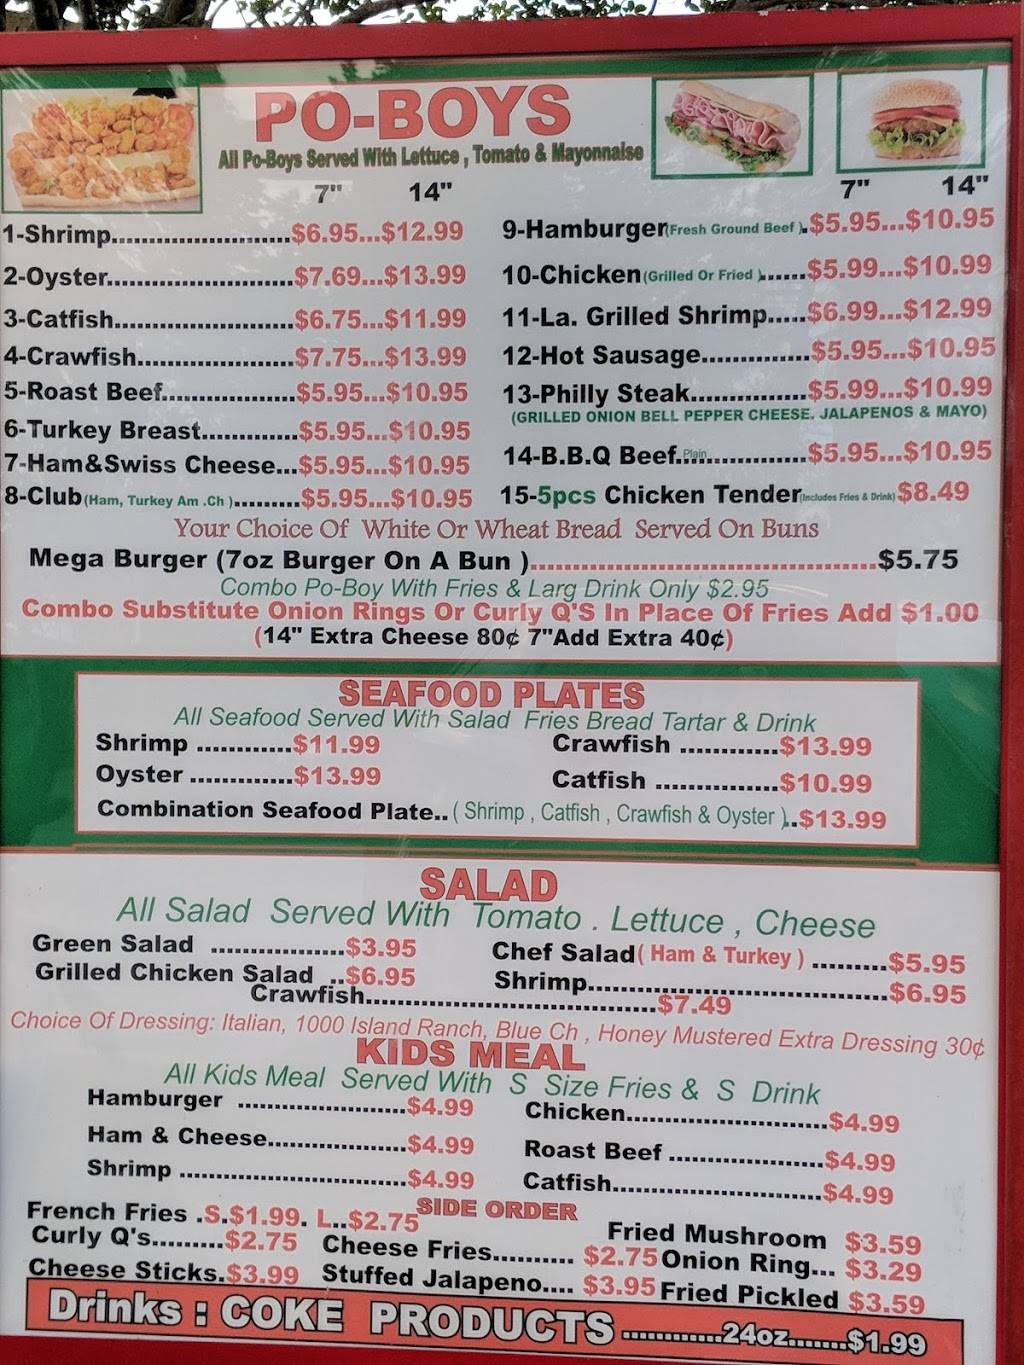 PO-BOYS
All Po-Boys Served With Lettuce , Tomato & Mayonnaise
7" 14"
1-Shrimp..............................$6.95...$12.99
2-Oyster...............................$7.69...$13.99
3-Catfish..............................$6.75...$11.99
4-Crawfish..........................$7.75...$13.99
5-Roast Beef......................$5.95...$10.95
6-Turkey Breast................$5.95...$10.95
7-Ham&Swiss Cheese...$5.95...$10.95
8-Club(Ham, Turkey Am .Ch )...........$5.95...$10.95
7" 14"
9-Hamburger(Fresh Ground Beef ).$5.95...$10.95
10-Chicken(Grilled Or Fried )......$5.99...$10.99
11-La. Grilled Shrimp.....$6.99...$12.99
12-Hot Sausage..............$5.95...$10.95
13-Philly Steak...............$5.99...$10.99
(GRILLED ONION BELL PEPPER CHEESE. JALAPENOS & MAYO)
14-B.B.Q Beef.Plain................$5.95...$10.95
15-5pcs Chicken Tender(Includes Fries & Drink)$8.49
Your Choice Of White Or Wheat Bread Served On Buns
Mega Burger (7oz Burger On A Bun )..........................................$5.75
Combo Po-Boy With Fries & Larg Drink Only $2.95
Combo Substitute Onion Rings Or Curly Q'S In Place Of Fries Add $1.00
(14" Extra Cheese 80¢ 7"Add Extra 40¢)
SEAFOOD PLATES
All Seafood Served With Salad Fries Bread Tartar & Drink
Shrimp ............$11.99
Crawfish ............$13.99
Oyster .............$13.99
Catfish ...............$10.99
Combination Seafood Plate..( Shrimp , Catfish , Crawfish & Oyster )..$13.99
SALAD
All Salad Served With Tomato . Lettuce , Cheese
Green Salad .................$3.95
Chef Salad( Ham & Turkey ) .........$5.95
Grilled Chicken Salad ..$6.95
Shrimp......................................$6.95
Crawfish.....................................$7.49
Choice Of Dressing: Italian, 1000 Island Ranch, Blue Ch , Honey Mustered Extra Dressing 30¢
KIDS MEAL
All Kids Meal Served With S Size Fries & S Drink
Hamburger .....................$4.99
Chicken.........................$4.99
Ham & Cheese.................$4.99
Roast Beef ...................$4.99
Shrimp ............................$4.99
Catfish..........................$4.99
SIDE ORDER
French Fries .S.$1.99. L..$2.75
Fried Mushroom $3.59
Curly Q's.........$2.75
Cheese Fries.......... $2.75
Onion Ring... $3.29
Cheese Sticks.$3.99
Stuffed Jalapeno.... $3.95
Fried Pickled $3.59
Drinks : COKE PRODUCTS ............24oz.......$1.99